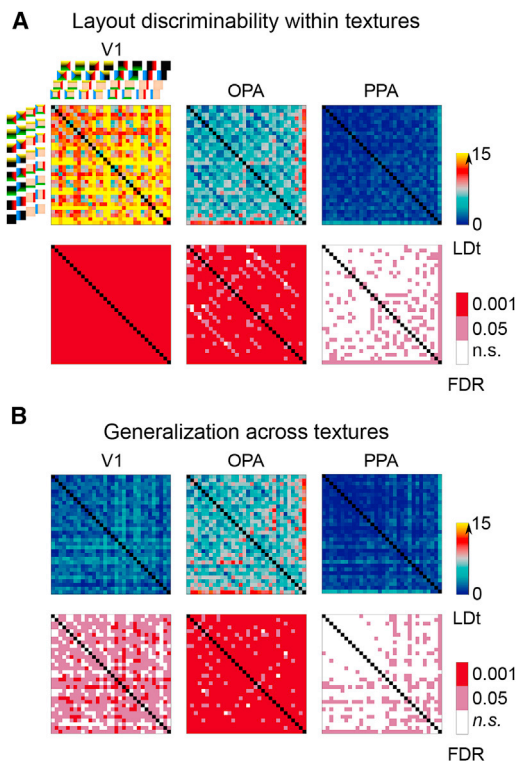 A Layout discriminability within textures
V1
OPA
PPA
15
0
LDt
0.001
0.05
n.s.
FDR
B
Generalization across textures
V1
OPA
PPA
15
0
LDt
0.001
0.05
n.s.
FDR